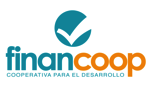 financoop
COOPERATIVA PARA EL DESARROLLO